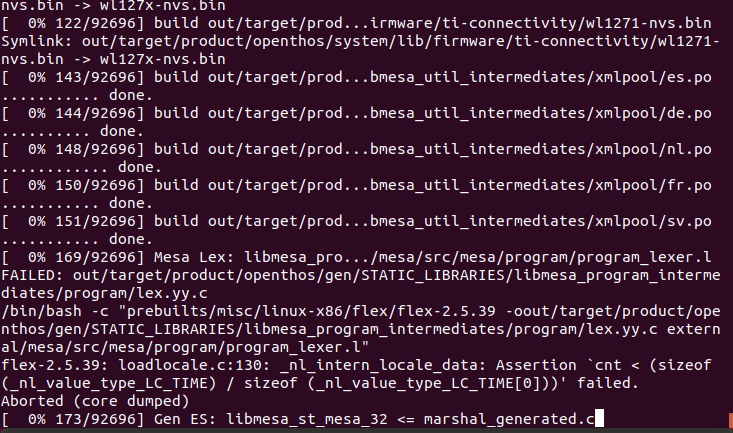 nvs.bin -> wl127x-nvs.bin
[  0% 122/92696] build out/target/prod...irmware/ti-connectivity/wl1271-nvs.bin
Symlink: out/target/product/openthos/system/lib/firmware/ti-connectivity/wl1271-
nvs.bin -> wl127x-nvs.bin
[  0% 143/92696] build out/target/prod...bmesa_util_intermediates/xmlpool/es.po
........... done.
[  0% 144/92696] build out/target/prod...bmesa_util_intermediates/xmlpool/de.po
.......... done.
[  0% 148/92696] build out/target/prod...bmesa_util_intermediates/xmlpool/nl.po
............ done.
[  0% 150/92696] build out/target/prod...bmesa_util_intermediates/xmlpool/fr.po
........... done.
[  0% 151/92696] build out/target/prod...bmesa_util_intermediates/xmlpool/sv.po
........... done.
[  0% 169/92696] Mesa Lex: libmesa_pro.../mesa/src/mesa/program/program_lexer.l
FAILED: out/target/product/openthos/gen/STATIC_LIBRARIES/libmesa_program_interme
diates/program/lex.yy.c
/bin/bash -c "prebuilts/misc/linux-x86/flex/flex-2.5.39 -oout/target/product/ope
nthos/gen/STATIC_LIBRARIES/libmesa_program_intermediates/program/lex.yy.c extern
al/mesa/src/mesa/program/program_lexer.l"
flex-2.5.39: loadlocale.c:130: _nl_intern_locale_data: Assertion `cnt < (sizeof
(_nl_value_type_LC_TIME) / sizeof (_nl_value_type_LC_TIME[0]))' failed.
Aborted (core dumped)
[  0% 173/92696] Gen ES: libmesa_st_mesa_32 <= marshal_generated.c